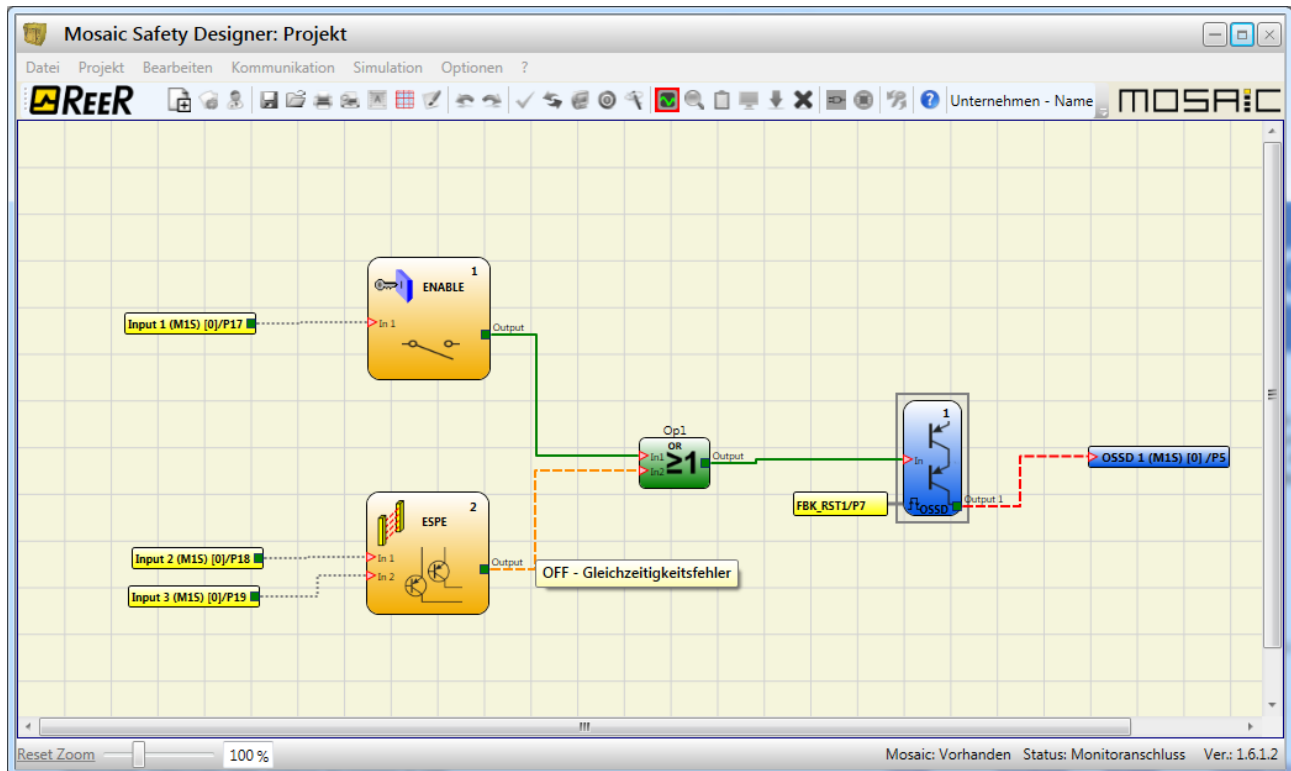 Mosaic Safety Designer: Projekt
Datei Projekt Bearbeiten Kommunikation Simulation Optionen ?
REER
Unternehmen - Name
MOSAIC
1
ENABLE
Input 1 (M1S) [0]/P17
In 1
Output
Op1
OR
In1
In2
≥1
Output
1
In
OSSD
Output 1
OSSD 1 (M1S) [0] /P5
FBK_RST1/P7
2
ESPE
Input 2 (M1S) [0]/P18
In 1
Input 3 (M1S) [0]/P19
In 2
Output
OFF - Gleichzeitigkeitsfehler
Reset Zoom
100 %
Mosaic: Vorhanden Status: Monitoranschluss Ver.: 1.6.1.2